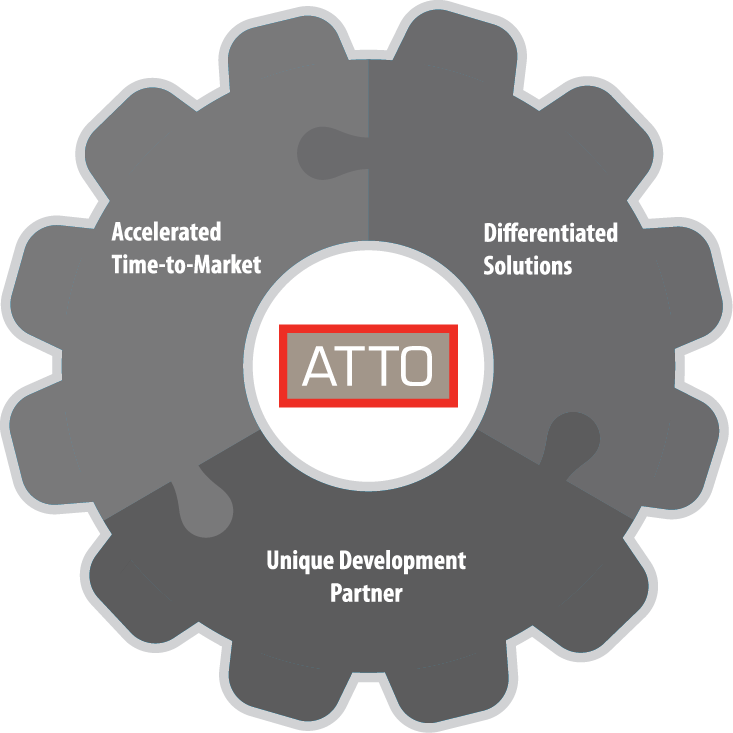 Accelerated
Time-to-Market
Differentiated
Solutions
ATTO
Unique Development
Partner